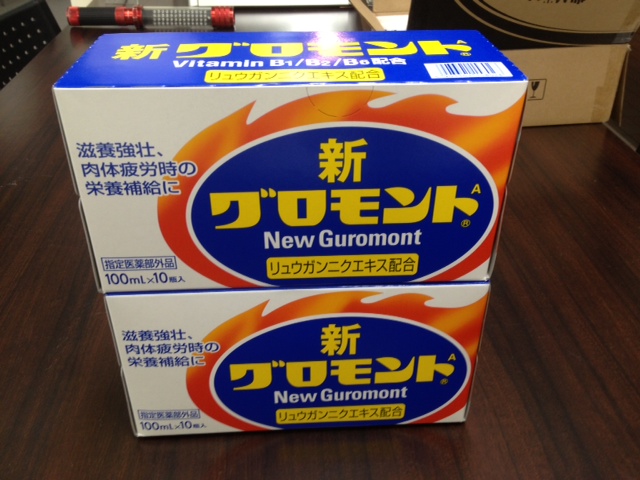 新グロモントA®
Vitamin B1/B2/B6配合
リュウガンニクエキス配合
滋養強壮、
肉体疲労時の
栄養補給に
新
グロモントA®
New Guromont
リュウガンニクエキス配合
指定医薬部外品
100mL×10瓶入
滋養強壮、
肉体疲労時の
栄養補給に
新
グロモントA®
New Guromont
リュウガンニクエキス配合
指定医薬部外品
100mL×10瓶入